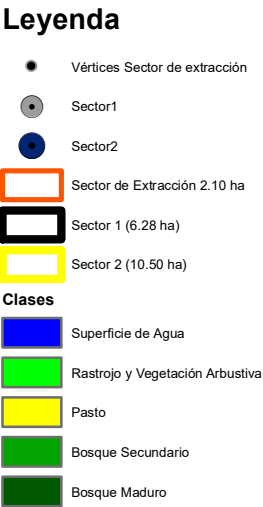 Leyenda
Vértices Sector de extracción
Sector1
Sector2
Sector de Extracción 2.10 ha
Sector 1 (6.28 ha)
Sector 2 (10.50 ha)
Clases
Superficie de Agua
Rastrojo y Vegetación Arbustiva
Pasto
Bosque Secundario
Bosque Maduro